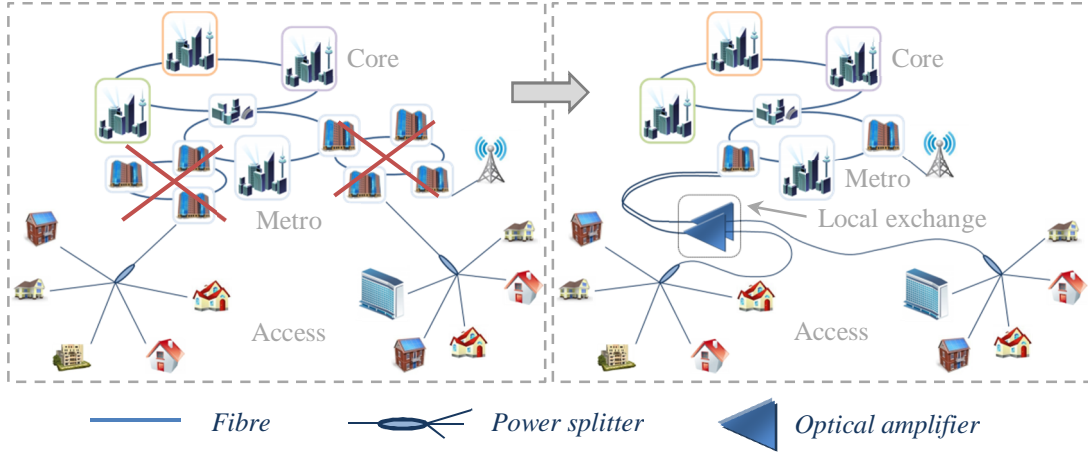 Core
Metro
Access
Core
Metro
Local exchange
Access
Fibre
Power splitter
Optical amplifier